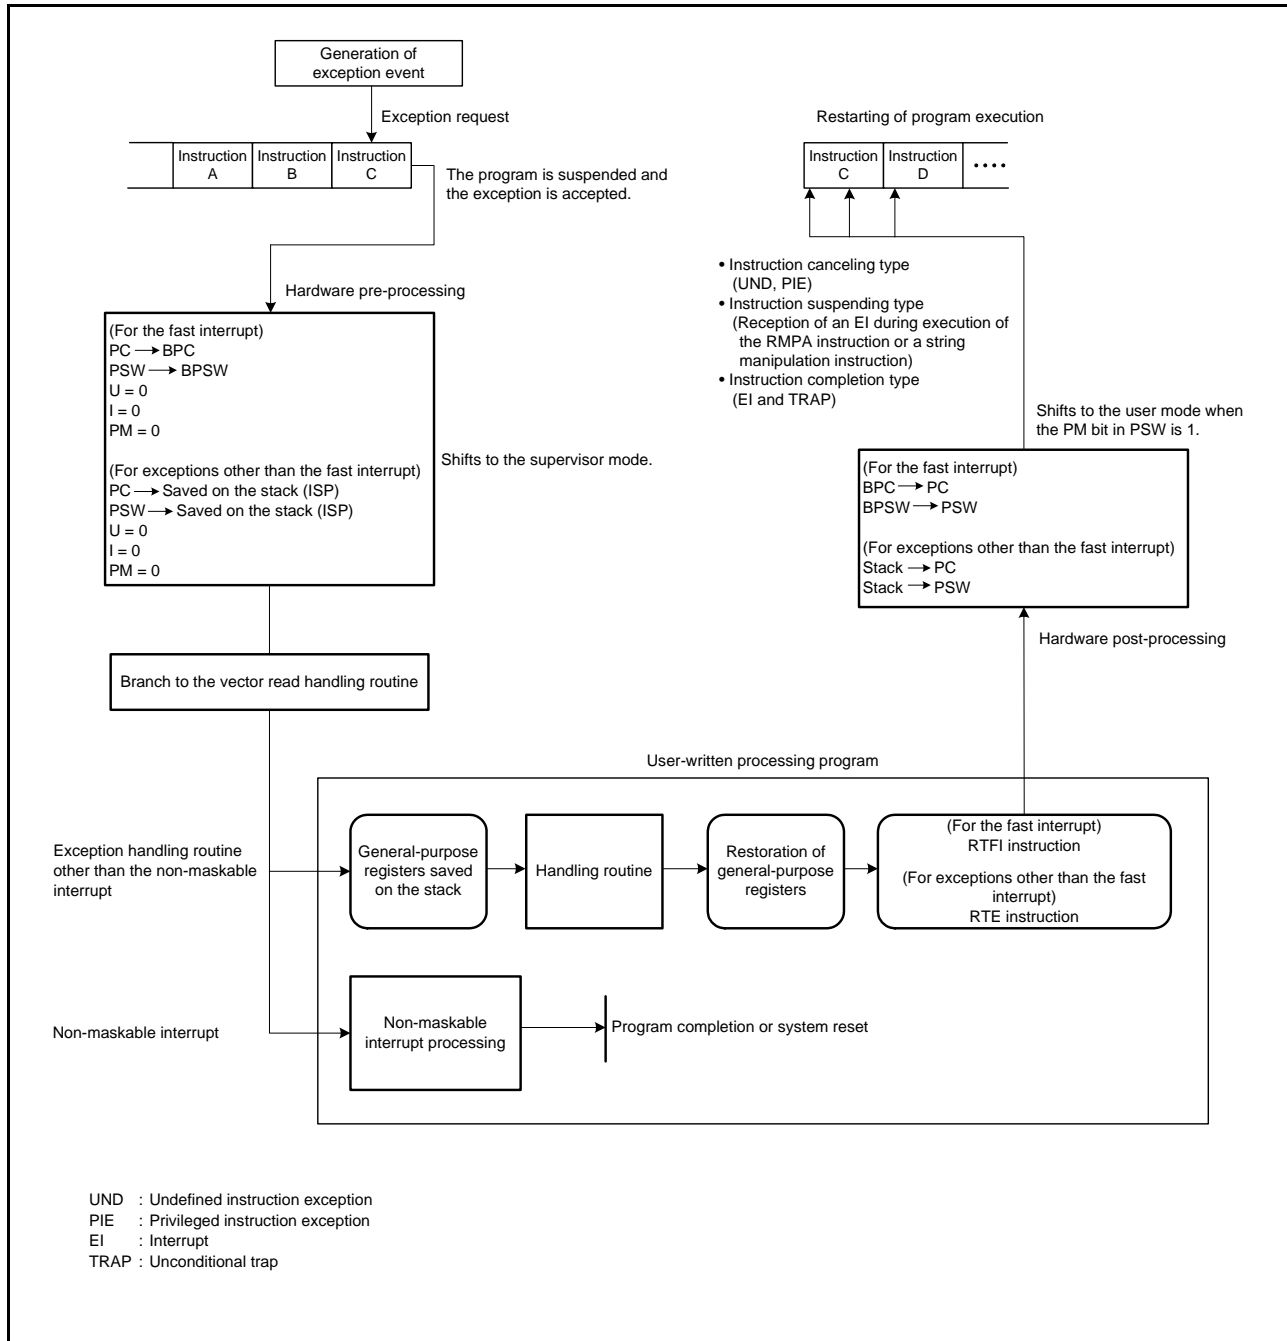 Generation of
exception event
Exception request
Instruction
A
Instruction
B
Instruction
C
The program is suspended and
the exception is accepted.
Hardware pre-processing
(For the fast interrupt)
PC → BPC
PSW → BPSW
U = 0
I = 0
PM = 0
(For exceptions other than the fast interrupt)
PC → Saved on the stack (ISP)
PSW → Saved on the stack (ISP)
U = 0
I = 0
PM = 0
Shifts to the supervisor mode.
Branch to the vector read handling routine
Restarting of program execution
Instruction
C
Instruction
D
....
• Instruction canceling type
(UND, PIE)
• Instruction suspending type
(Reception of an EI during execution of
the RMPA instruction or a string
manipulation instruction)
• Instruction completion type
(EI and TRAP)
Shifts to the user mode when
the PM bit in PSW is 1.
(For the fast interrupt)
BPC → PC
BPSW → PSW
(For exceptions other than the fast interrupt)
Stack → PC
Stack → PSW
Hardware post-processing
User-written processing program
Exception handling routine
other than the non-maskable
interrupt
General-purpose
registers saved
on the stack
Handling routine
Restoration of
general-purpose
registers
(For the fast interrupt)
RTFI instruction
(For exceptions other than the fast
interrupt)
RTE instruction
Non-maskable interrupt
Non-maskable
interrupt processing
Program completion or system reset
UND : Undefined instruction exception
PIE : Privileged instruction exception
EI : Interrupt
TRAP : Unconditional trap